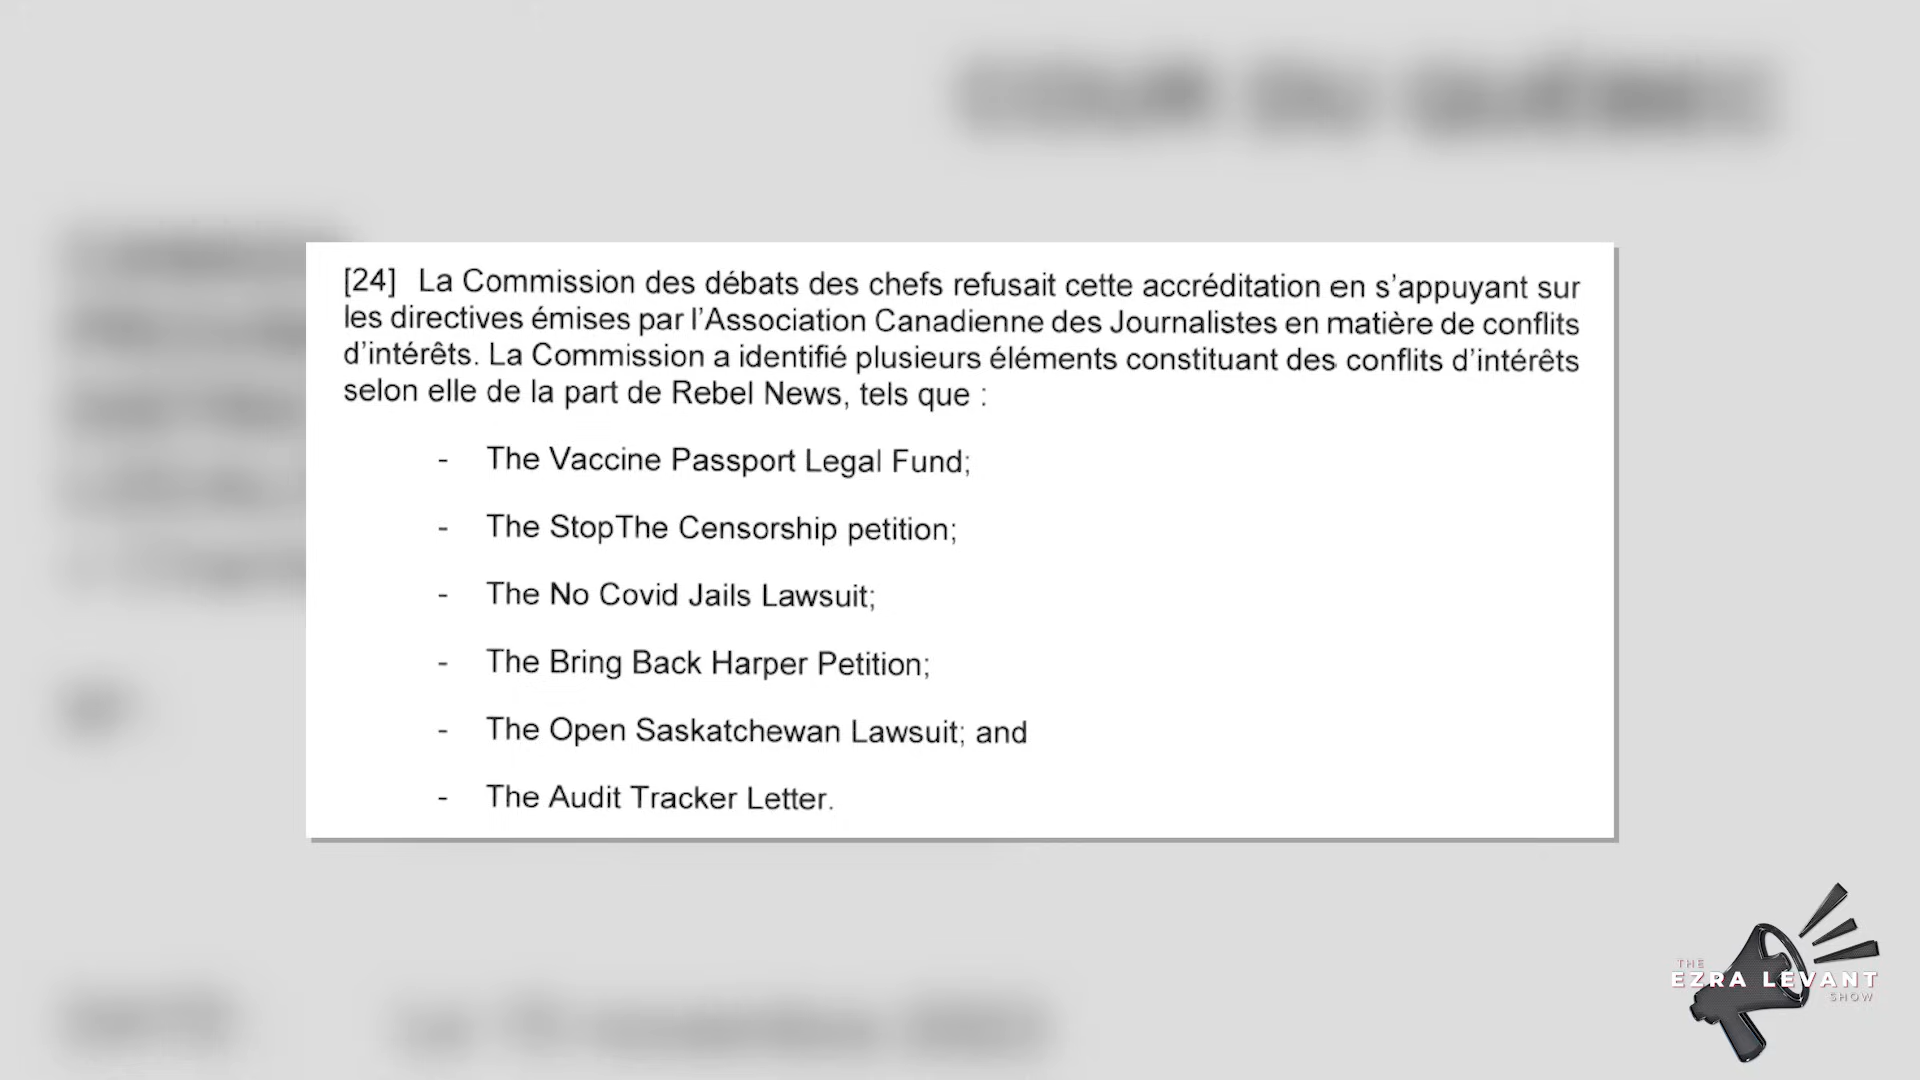 COUR DU QUÉBEC
[24] La Commission des débats des chefs refusait cette accréditation en s'appuyant sur
les directives émises par l'Association Canadienne des Journalistes en matière de conflits
d'intérêts. La Commission a identifié plusieurs éléments constituant des conflits d'intérêts
selon elle de la part de Rebel News, tels que :
- The Vaccine Passport Legal Fund;
- The StopThe Censorship petition;
- The No Covid Jails Lawsuit;
- The Bring Back Harper Petition;
- The Open Saskatchewan Lawsuit; and
- The Audit Tracker Letter.
THE
EZRA LEVANT
SHOW